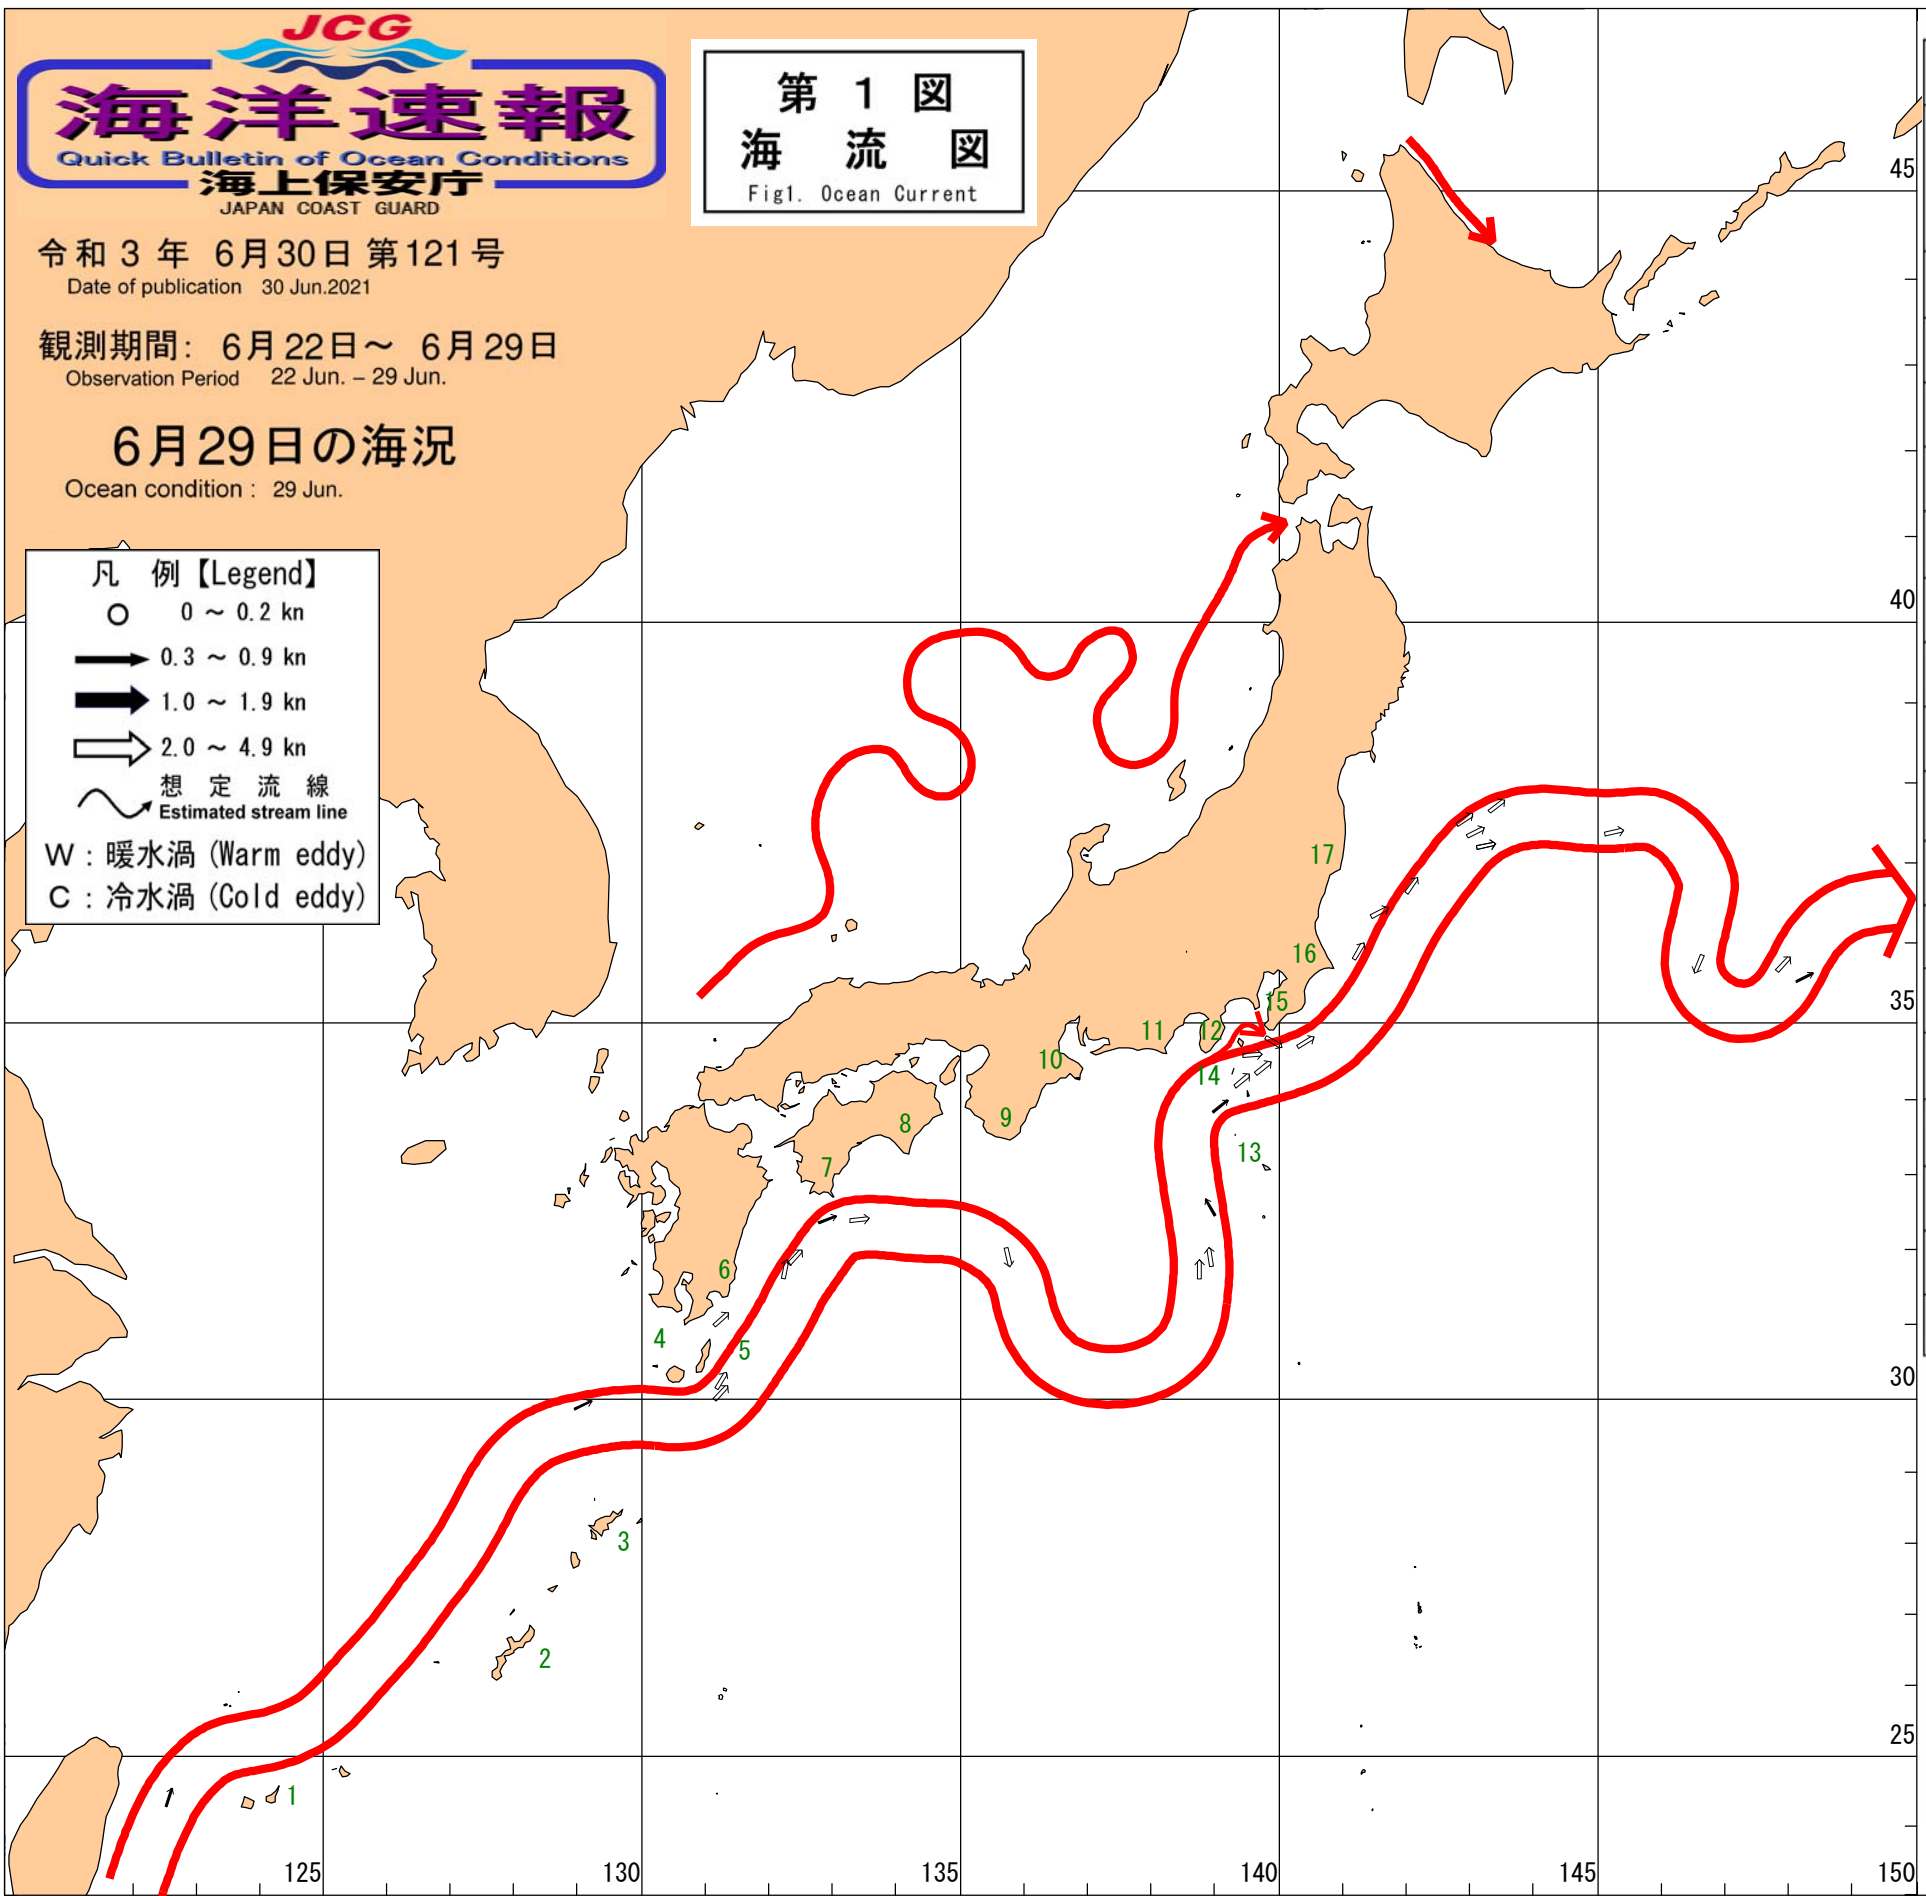 JCG
海洋速報
Quick Bulletin of Ocean Conditions
海上保安庁
JAPAN COAST GUARD
令和 3 年 6月30日 第121号
Date of publication 30 Jun.2021
観測期間: 6月22日～ 6月29日
Observation Period 22 Jun. – 29 Jun.
6月29日の海況
Ocean condition : 29 Jun.
第 1 図
海 流 図
Fig1. Ocean Current
凡 例【Legend】
0 ～ 0.2 kn
0.3 ～ 0.9 kn
1.0 ～ 1.9 kn
2.0 ～ 4.9 kn
想 定 流 線
Estimated stream line
W : 暖水渦 (Warm eddy)
C : 冷水渦 (Cold eddy)
45
40
17
16
15
35
11
12
10
14
9
8
13
7
6
4
5
30
3
2
25
1
125
130
135
140
145
150